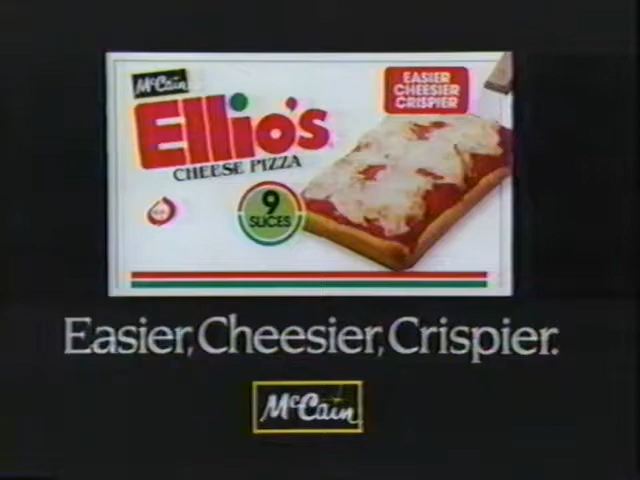 McCain
Ellio's
CHEESE PIZZA
EASIER
CHEESIER
CRISPIER
9
SLICES
Easier, Cheesier, Crispier.
McCain